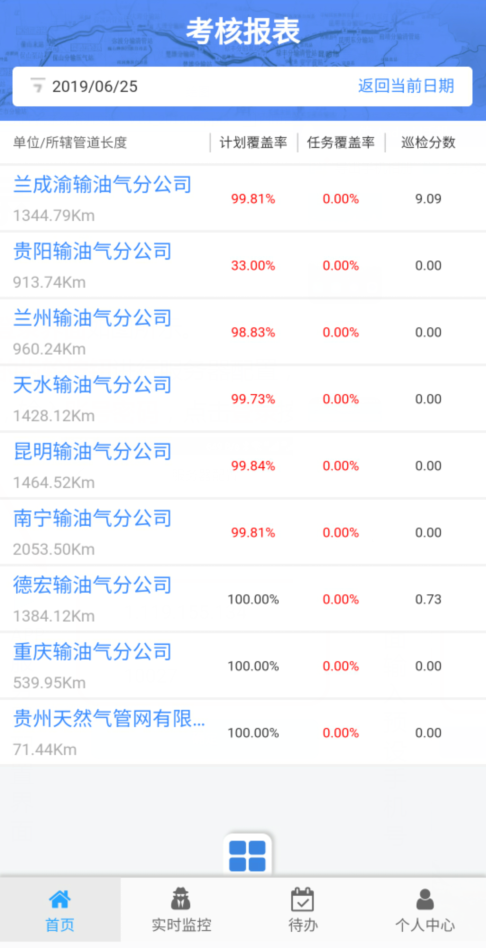 考核报表
2019/06/25 返回当前日期
单位/所辖管道长度 计划覆盖率 任务覆盖率 巡检分数
兰成渝输油气分公司
1344.79Km
99.81% 0.00% 9.09
贵阳输油气分公司
913.74Km
33.00% 0.00% 0.00
兰州输油气分公司
960.24Km
98.83% 0.00% 0.00
天水输油气分公司
1428.12Km
99.73% 0.00% 0.00
昆明输油气分公司
1464.52Km
99.84% 0.00% 0.00
南宁输油气分公司
2053.50Km
99.81% 0.00% 0.00
德宏输油气分公司
1384.12Km
100.00% 0.00% 0.73
重庆输油气分公司
539.95Km
100.00% 0.00% 0.00
贵州天然气管网有限...
71.44Km
100.00% 0.00% 0.00
首页 实时监控 待办 个人中心